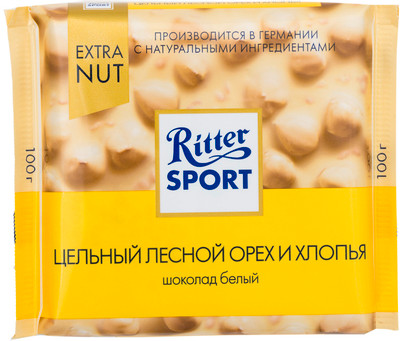 EXTRA
NUT
ПРОИЗВОДИТСЯ В ГЕРМАНИИ
С НАТУРАЛЬНЫМИ ИНГРЕДИЕНТАМИ
Ritter
SPORT
100 г
100 г
ЦЕЛЬНЫЙ ЛЕСНОЙ ОРЕХ И ХЛОПЬЯ
шоколад белый